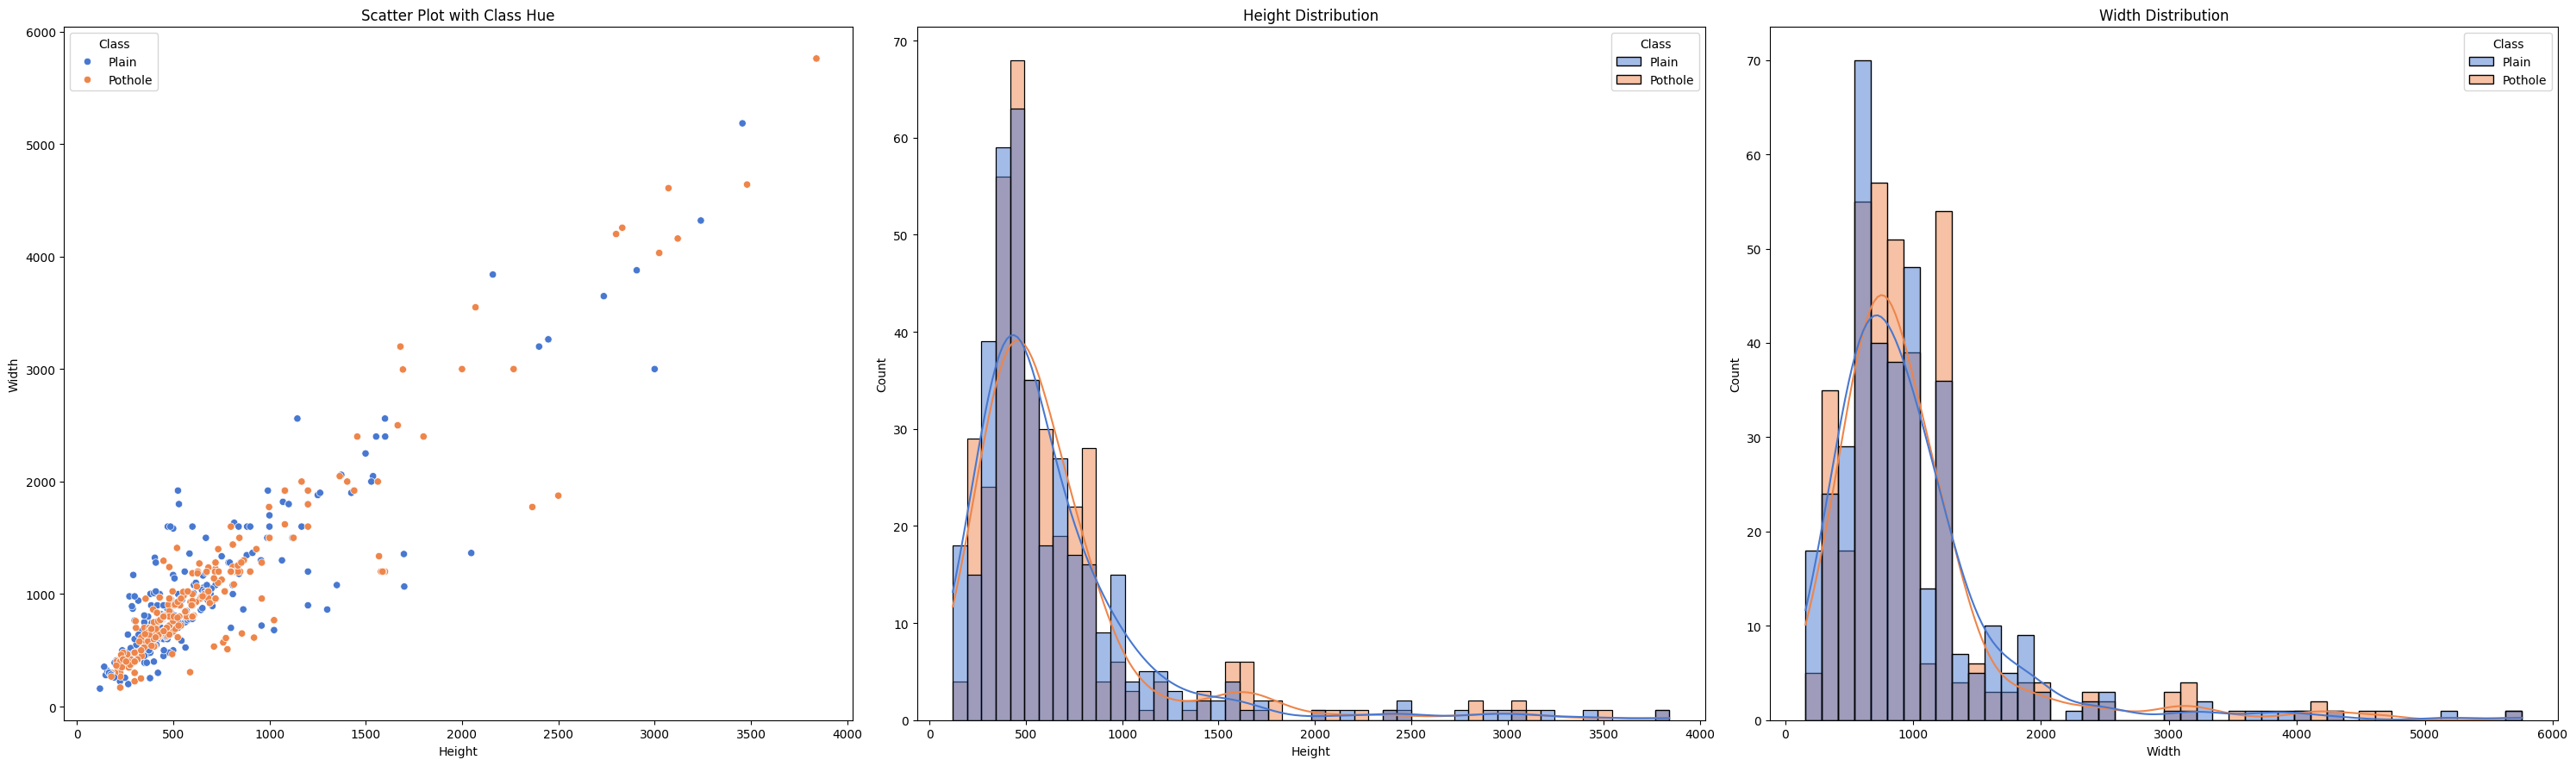 Scatter Plot with Class Hue
Class
Plain
Pothole
6000
5000
4000
3000
2000
1000
0
Width
0 500 1000 1500 2000 2500 3000 3500 4000
Height
Height Distribution
Class
Plain
Pothole
70
60
50
40
30
20
10
0
Count
0 500 1000 1500 2000 2500 3000 3500 4000
Height
Width Distribution
Class
Plain
Pothole
70
60
50
40
30
20
10
0
Count
0 1000 2000 3000 4000 5000 6000
Width